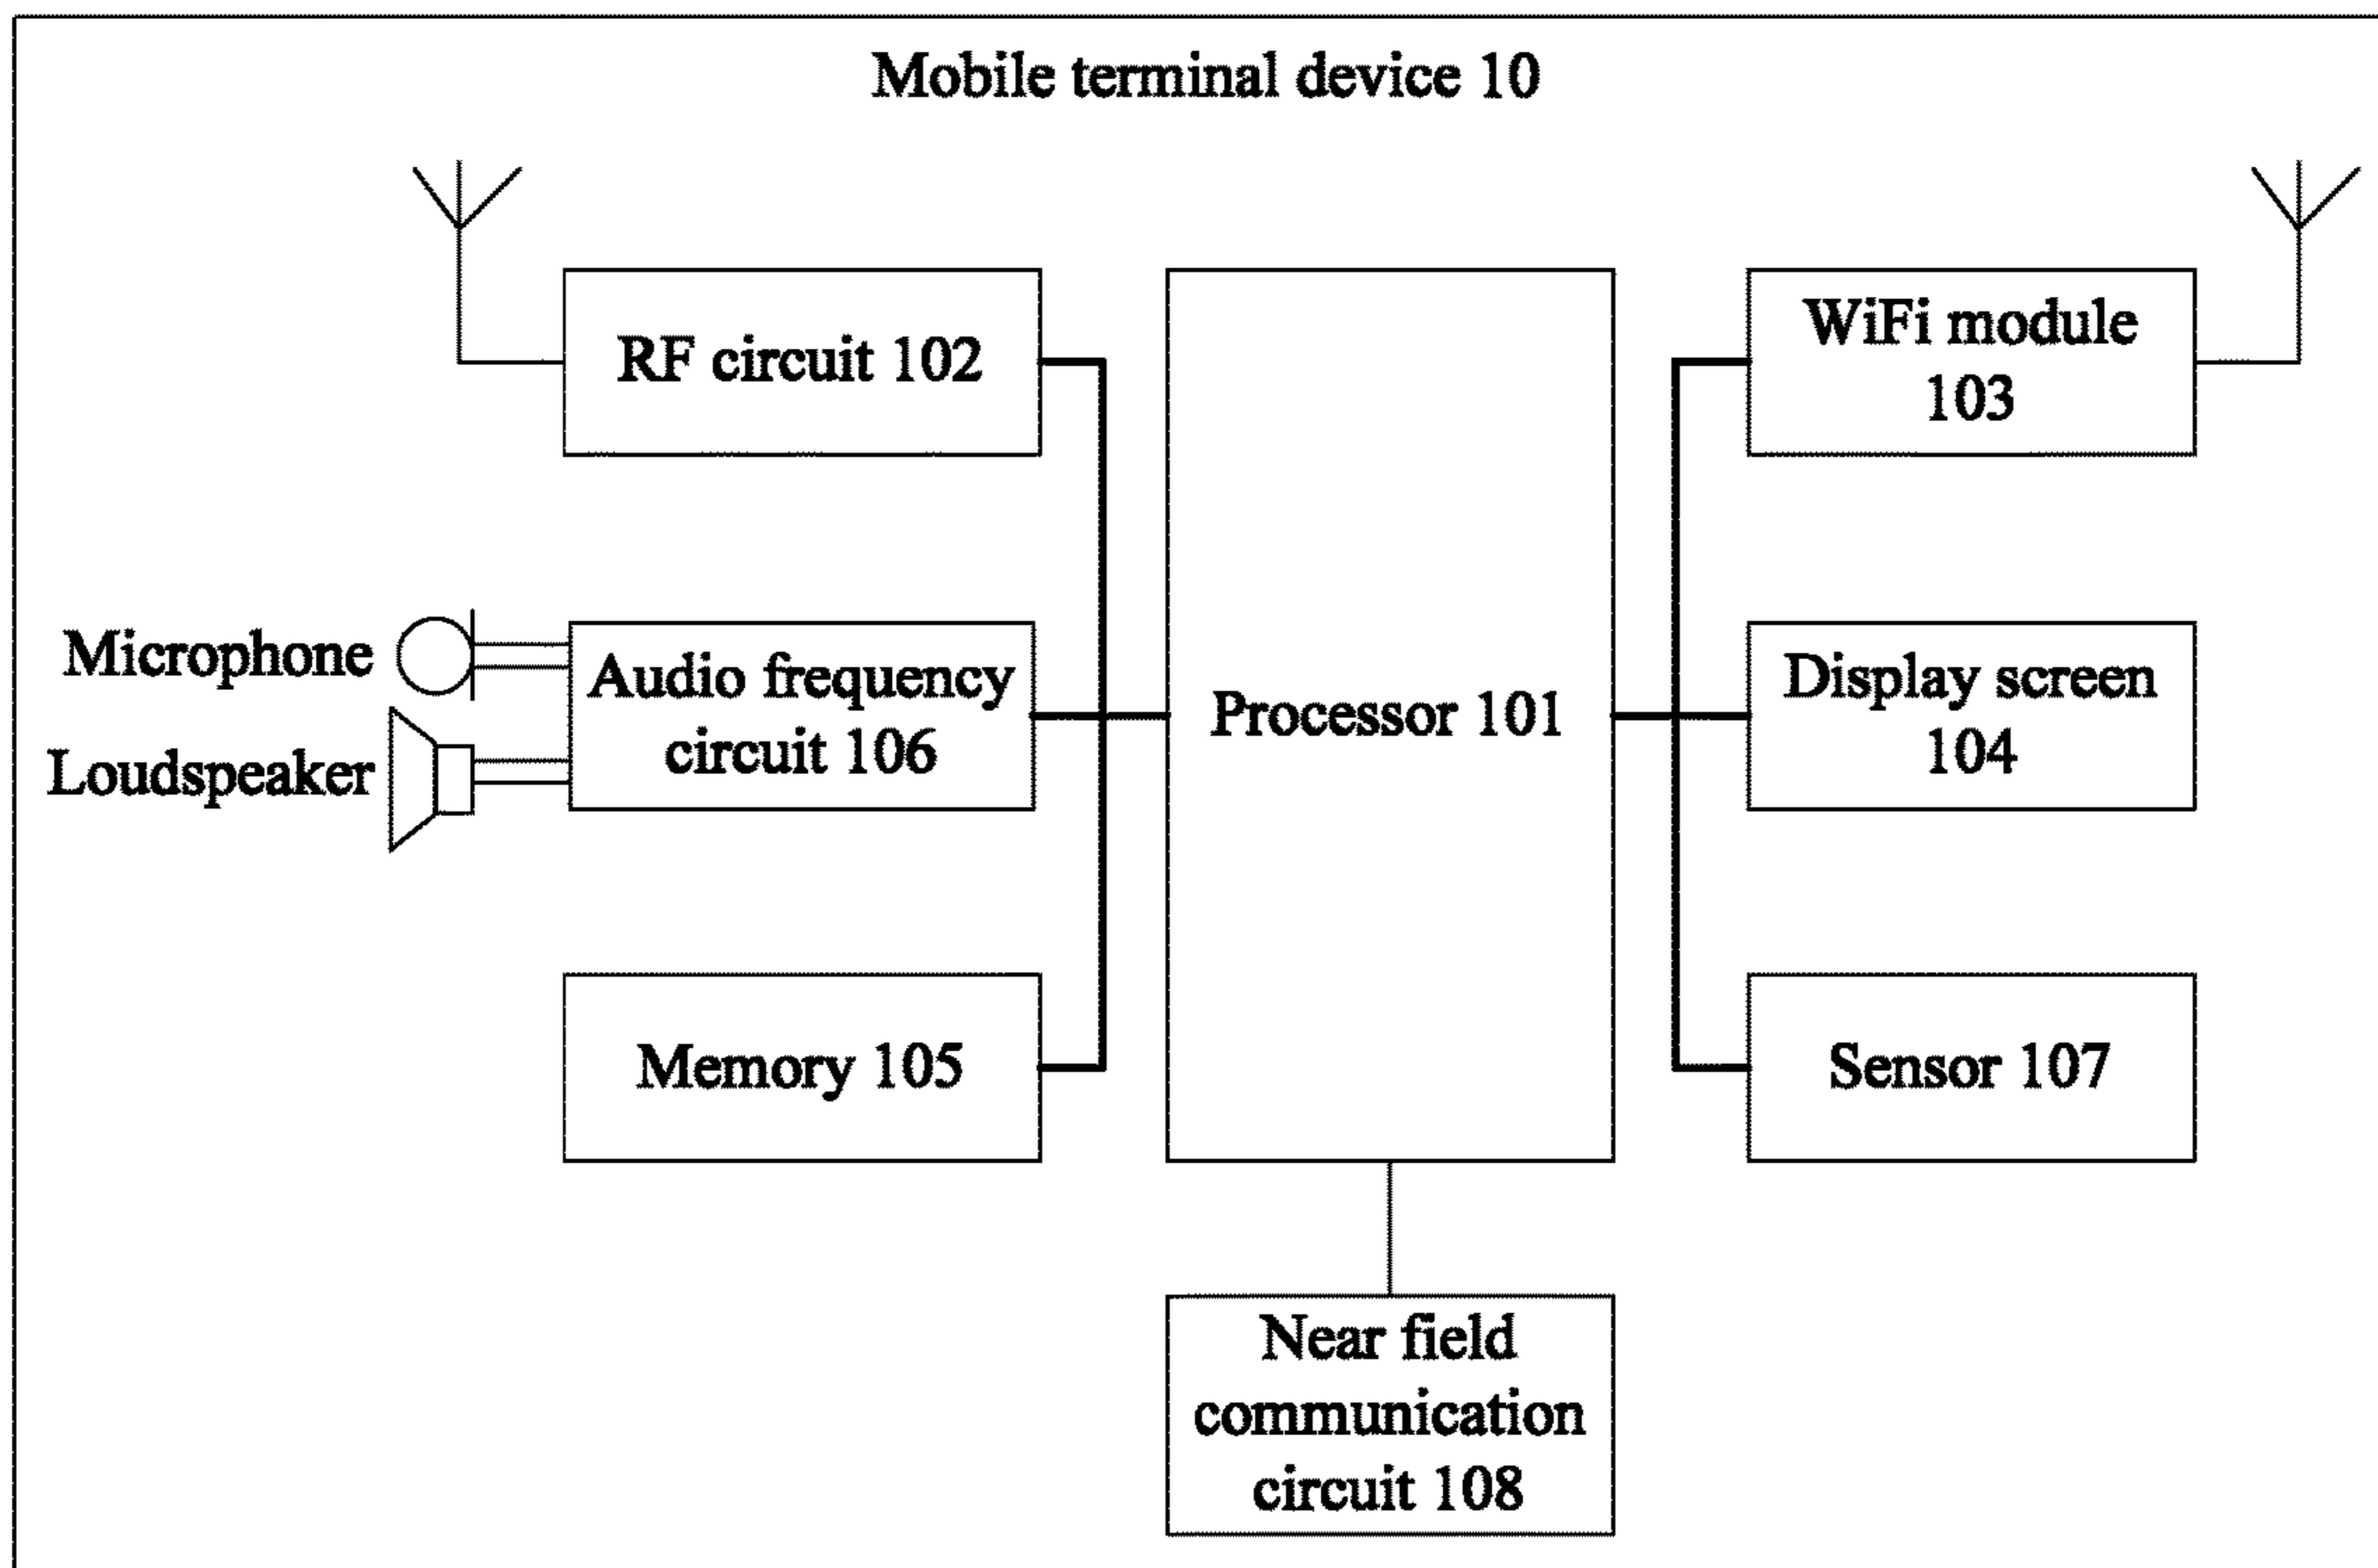 Mobile terminal device 10
RF circuit 102
WiFi module
103
Microphone
Audio frequency
circuit 106
Loudspeaker
Processor 101
Display screen
104
Memory 105
Sensor 107
Near field
communication
circuit 108